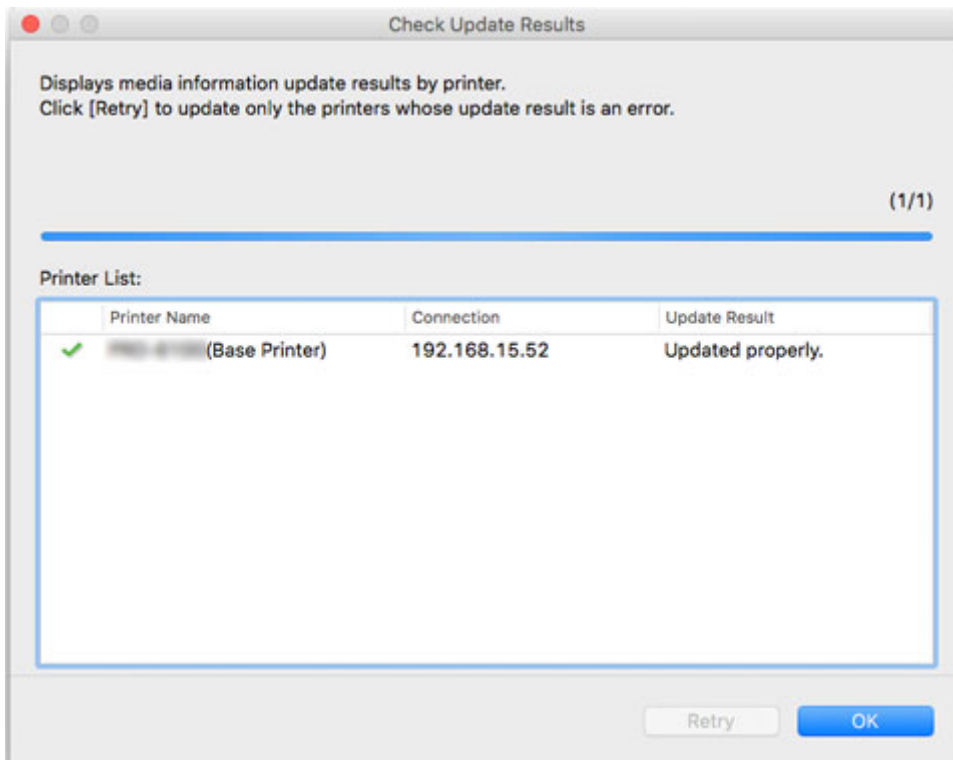 Check Update Results
Displays media information update results by printer.
Click [Retry] to update only the printers whose update result is an error.
(1/1)
Printer List:
Printer Name Connection Update Result
(Base Printer) 192.168.15.52 Updated properly.
Retry OK